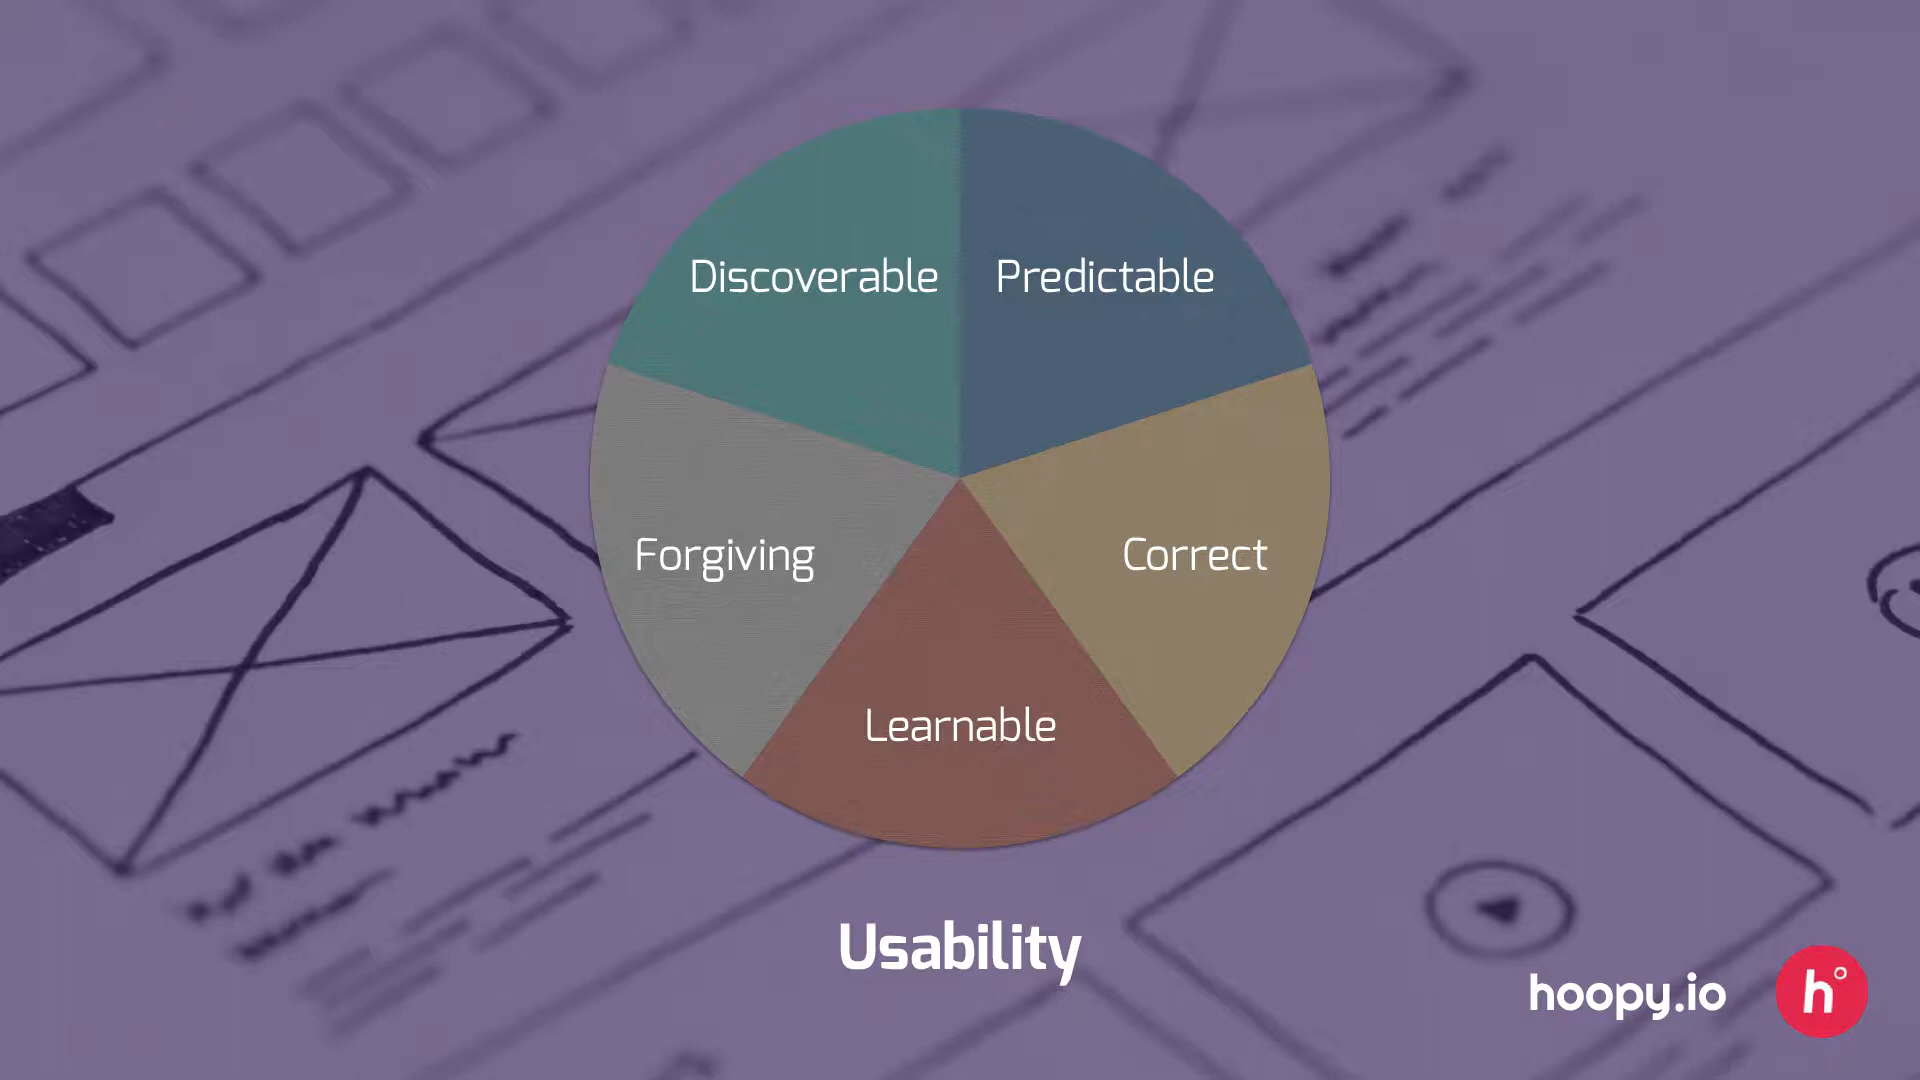 Discoverable
Predictable
Forgiving
Correct
Learnable
Usability
hoopy.io
h°